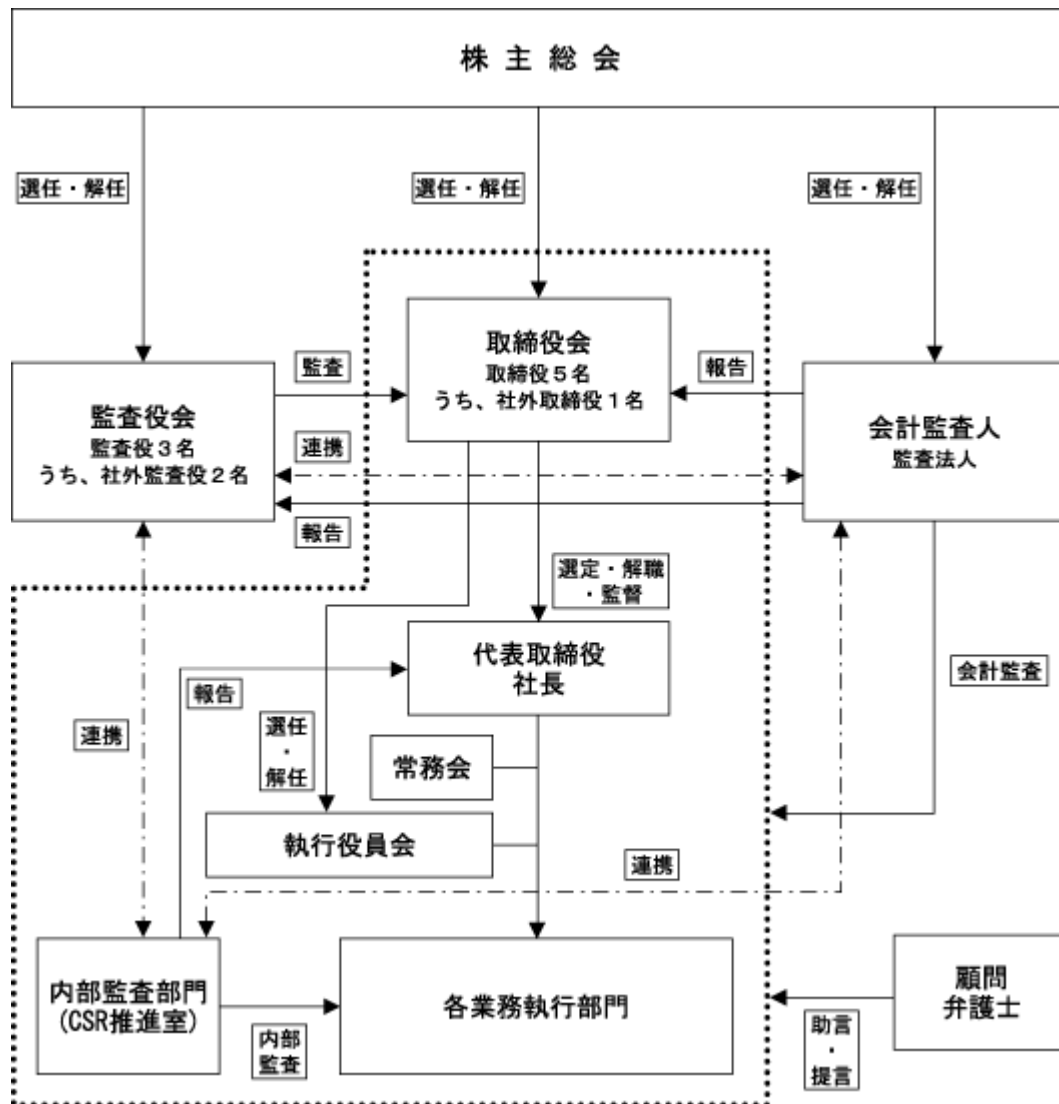 株主総会
選任・解任
選任・解任
選任・解任
取締役会
取締役５名
うち、社外取締役１名
監査
報告
監査役会
監査役３名
うち、社外監査役２名
会計監査人
監査法人
連携
報告
選定・解職
・監督
代表取締役
社長
報告
会計監査
連携
選任
・
解任
常務会
執行役員会
連携
内部監査部門
(CSR推進室)
各業務執行部門
顧問
弁護士
内部
監査
助言
・
提言